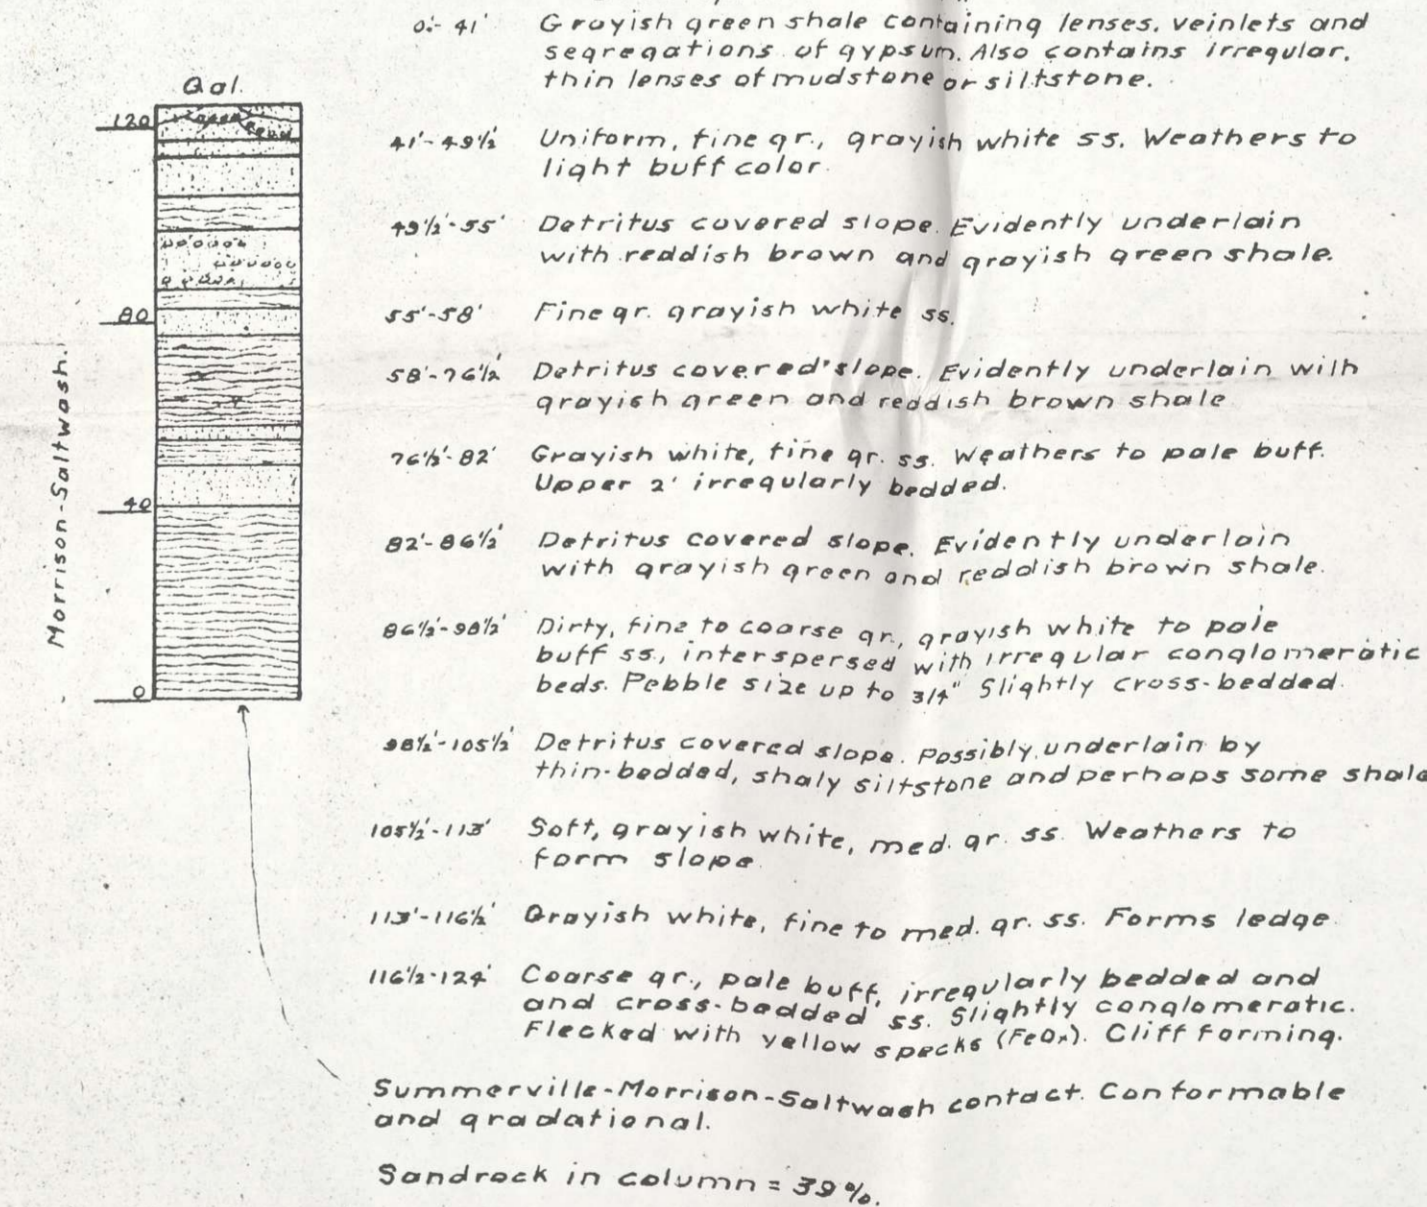 0'- 41' Grayish green shale containing lenses, veinlets and
segregations of gypsum. Also contains irregular,
thin lenses of mudstone or siltstone.
Qal.
120
80
40
0
Morrison-Saltwash.
41'-49½' Uniform, fine gr., grayish white ss. Weathers to
light buff color.
49½'-55' Detritus covered slope. Evidently underlain
with reddish brown and grayish green shale.
55'-58' Fine gr. grayish white ss.
58'-76½' Detritus covered slope. Evidently underlain with
grayish green and reddish brown shale
76½'-82' Grayish white, fine gr. ss. Weathers to pale buff.
Upper 2' irregularly bedded.
82'-86½' Detritus covered slope. Evidently underlain
with grayish green and reddish brown shale.
86½'-98½' Dirty, fine to coarse gr., grayish white to pale
buff ss., interspersed with irregular conglomeratic
beds. Pebble size up to 3/4" Slightly cross-bedded.
98½'-105½' Detritus covered slope. Possibly underlain by
thin-bedded, shaly siltstone and perhaps some shale
105½'-113' Soft, grayish white, med. gr. ss. Weathers to
form slope.
113'-116½' Grayish white, fine to med. gr. ss. Forms ledge.
116½'-124' Coarse gr., pale buff, irregularly bedded and
and cross-bedded ss. Slightly conglomeratic.
Flecked with yellow specks (FeOx). Cliff forming.
Summerville-Morrison-Saltwash contact. Conformable
and gradational.
Sandrock in column = 39%.